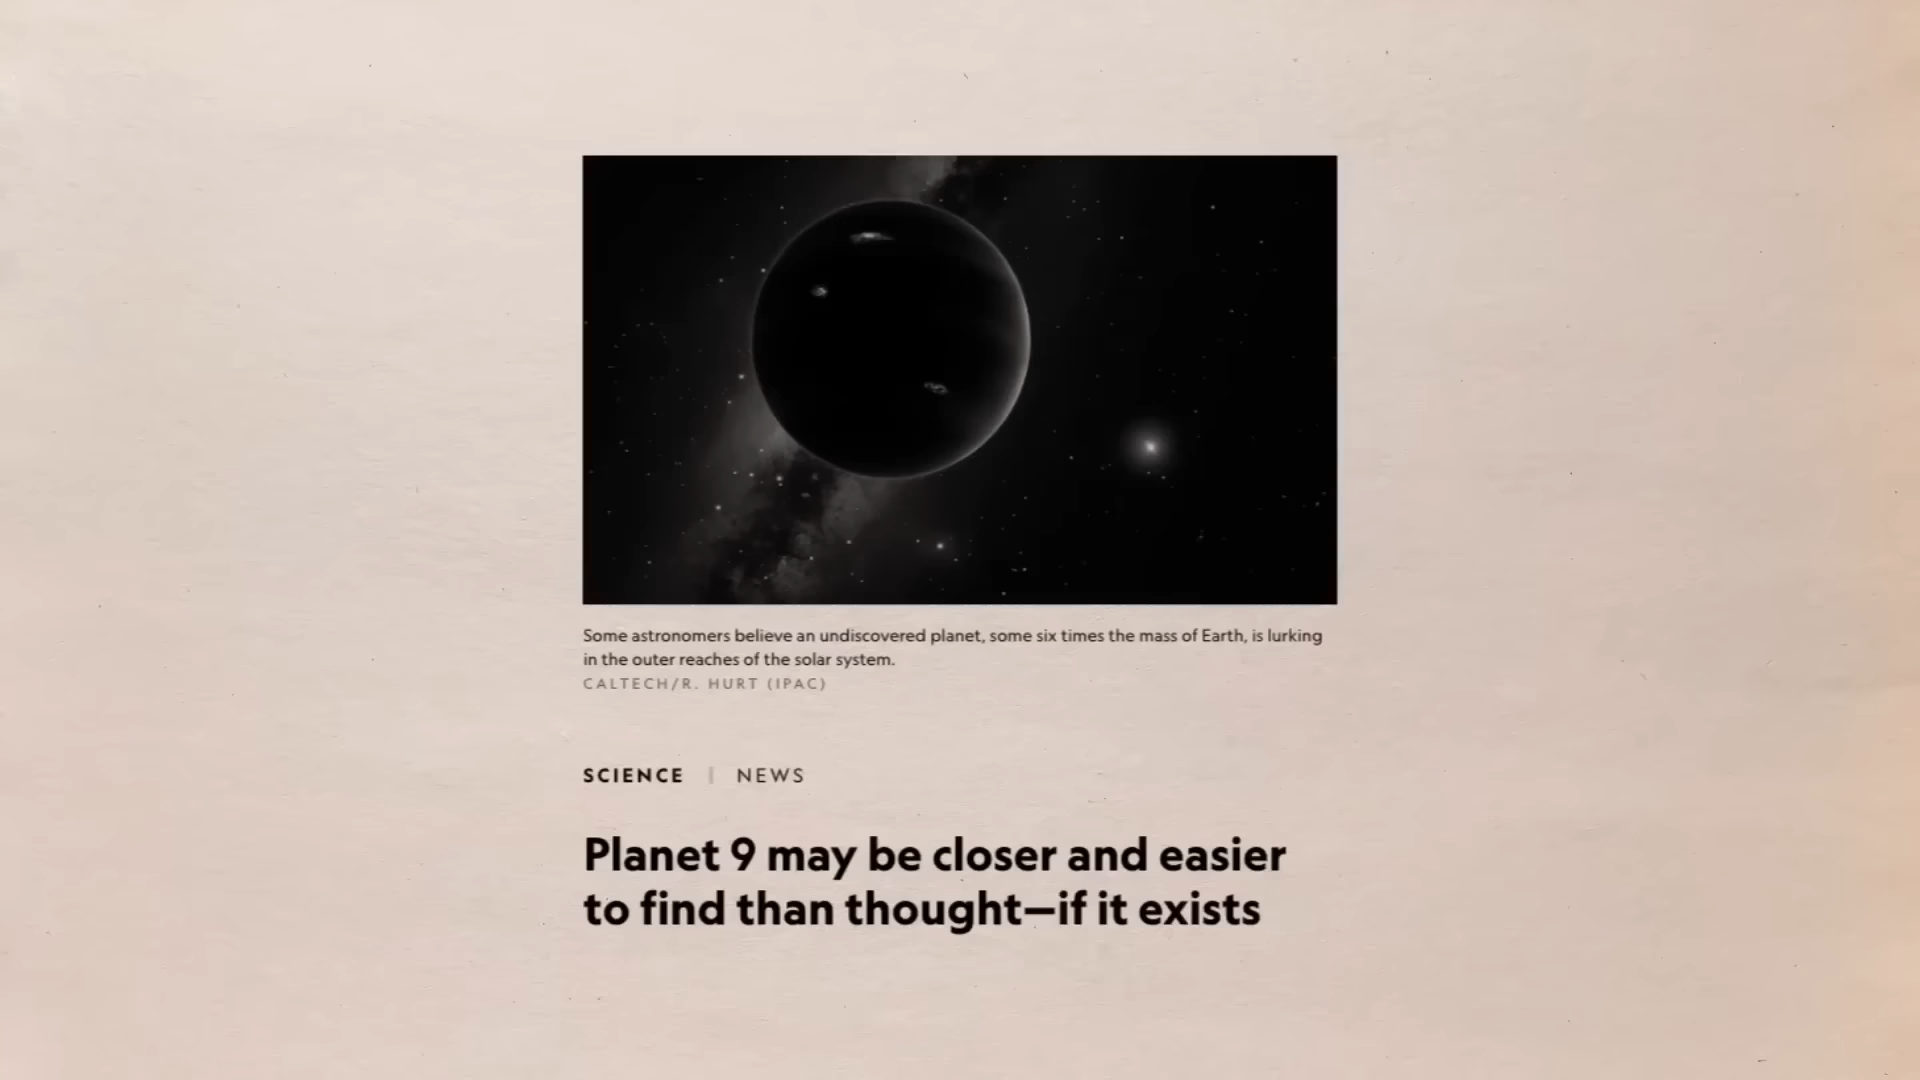 Some astronomers believe an undiscovered planet, some six times the mass of Earth, is lurking
in the outer reaches of the solar system.
CALTECH/R. HURT (IPAC)
SCIENCE | NEWS
Planet 9 may be closer and easier
to find than thought—if it exists